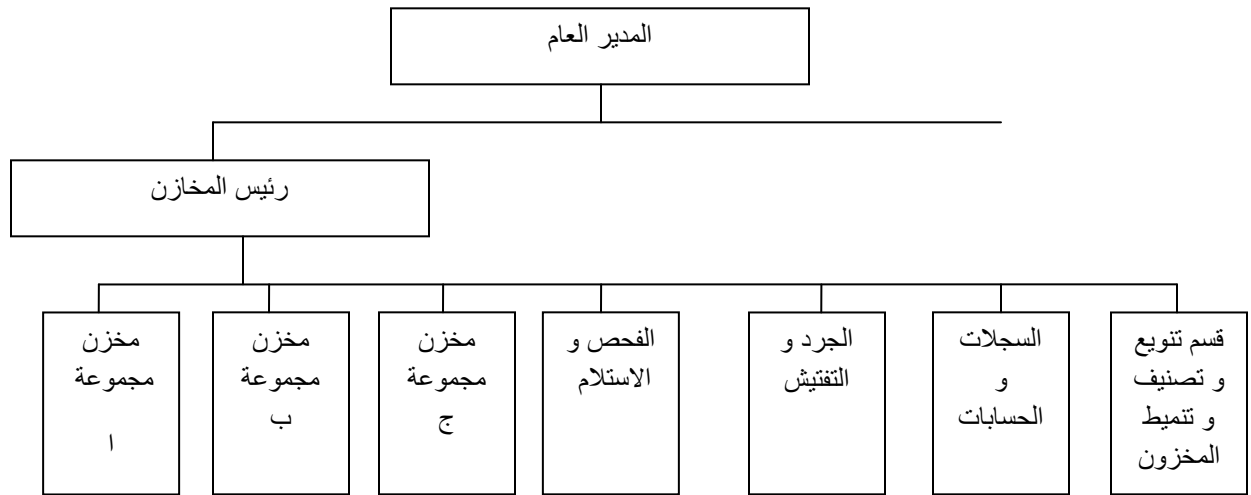 المدير العام
رئيس المخازن
قسم تنويع
و تصنيف
و تنميط
المخزون
السجلات
و
الحسابات
الجرد و
التفتيش
الفحص و
الاستلام
مخزن
مجموعة
ج
مخزن
مجموعة
ب
مخزن
مجموعة
ا